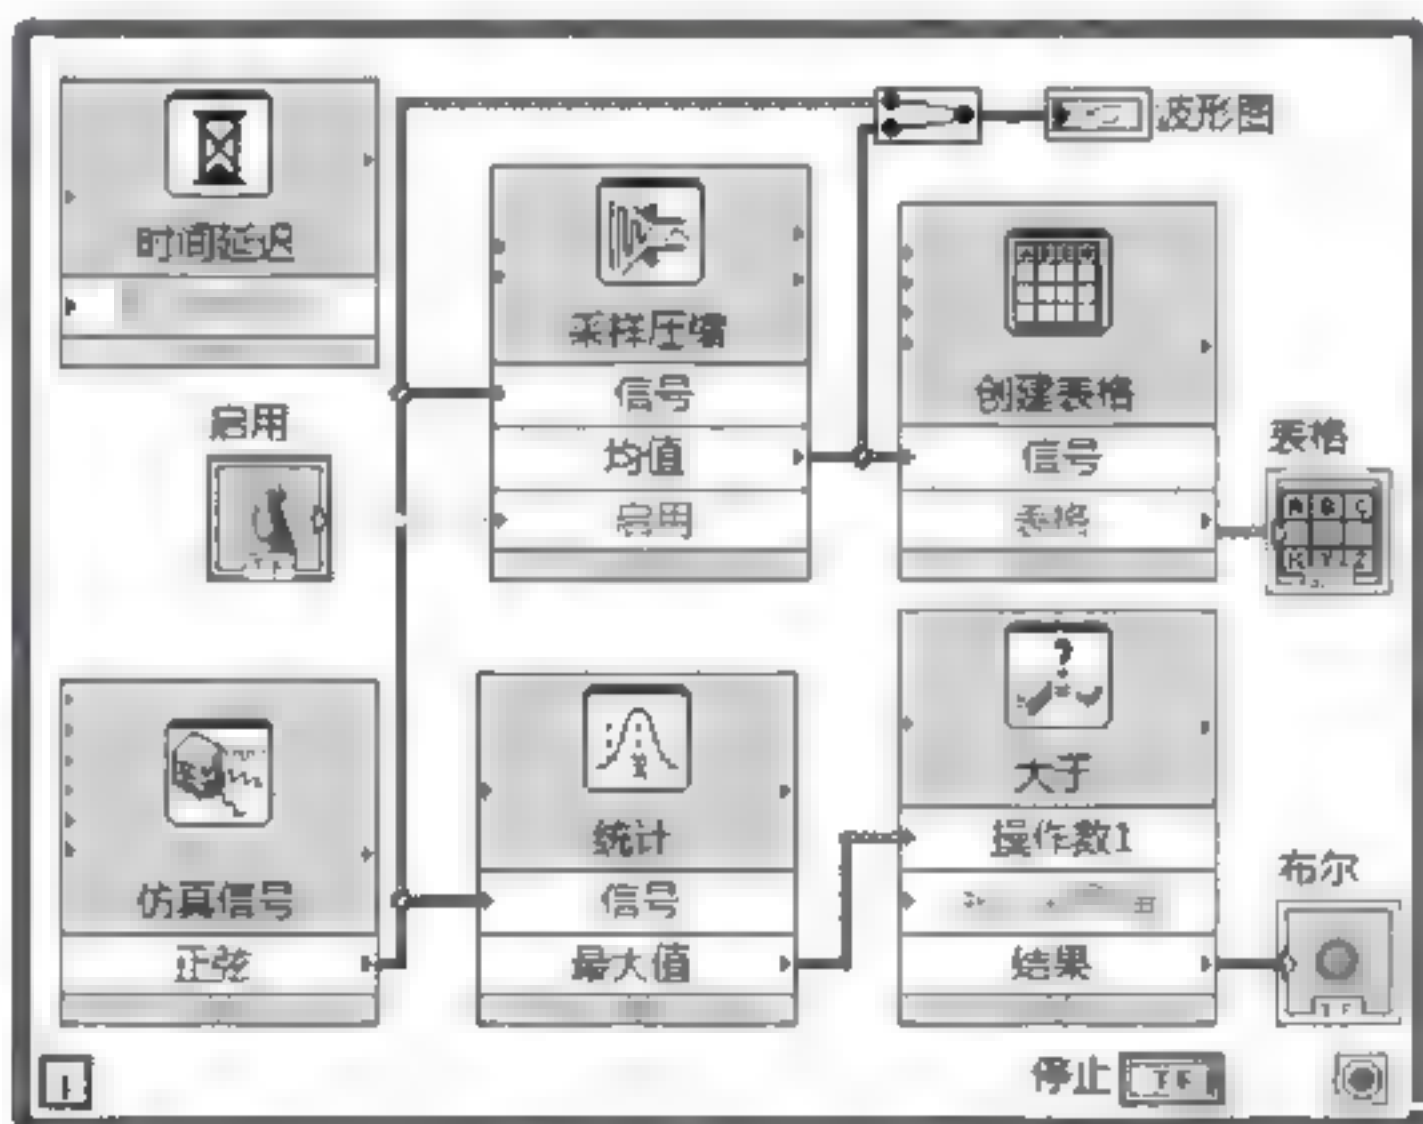 波形图
时间延迟
采样压缩
信号
均值
启用
启用
创建表格
信号
表格
表格
A B C
仿真信号
正弦
统计
信号
最大值
大于
操作数1
结果
布尔
TF
停止
TF